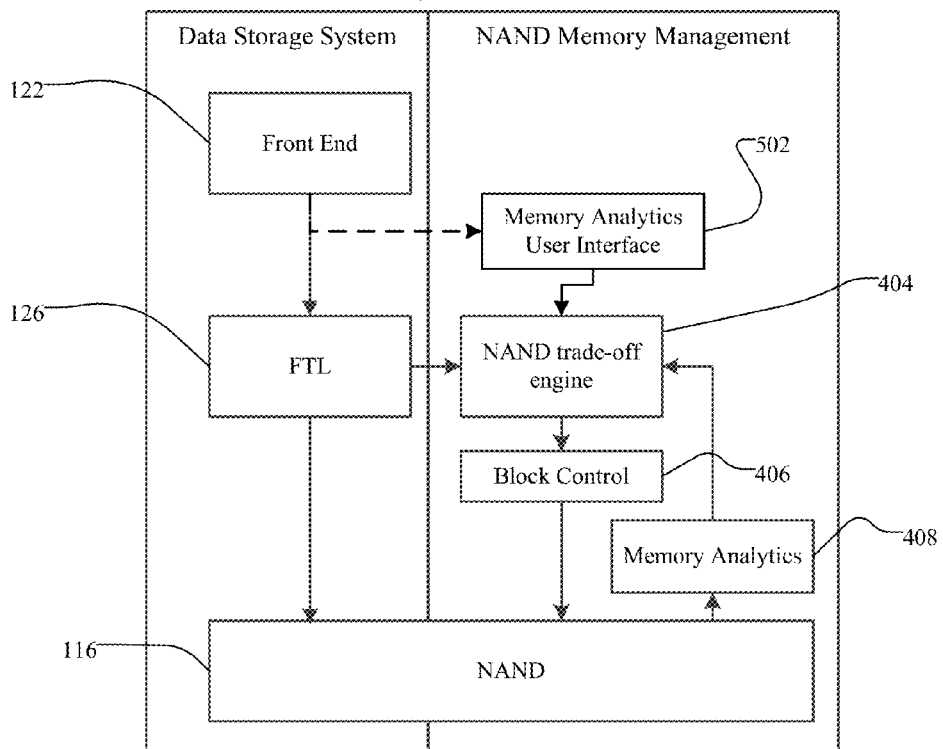 Data Storage System
NAND Memory Management
122
Front End
502
Memory Analytics
User Interface
404
126
FTL
NAND trade-off
engine
Block Control
406
Memory Analytics
408
116
NAND